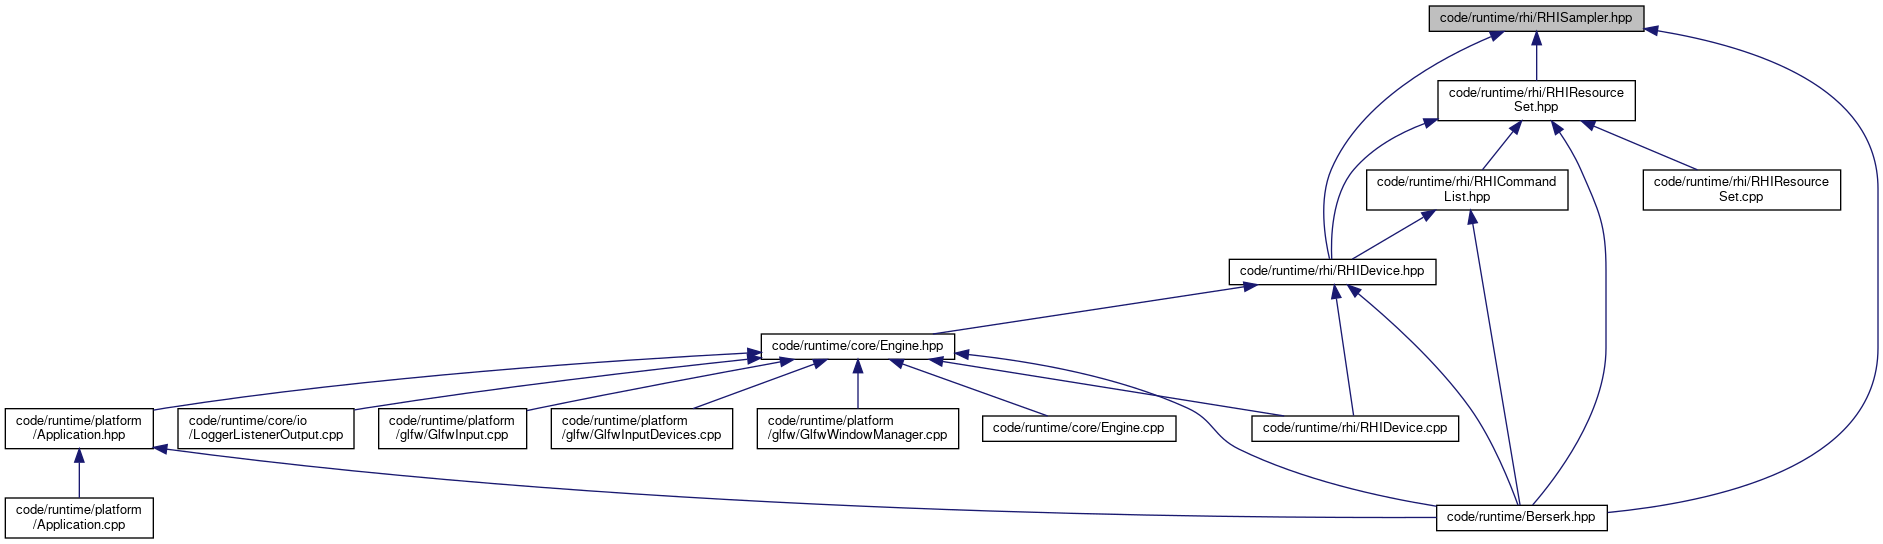 code/runtime/rhi/RHISampler.hpp
code/runtime/rhi/RHIResource
Set.hpp
code/runtime/rhi/RHICommand
List.hpp
code/runtime/rhi/RHIResource
Set.cpp
code/runtime/rhi/RHIDevice.hpp
code/runtime/core/Engine.hpp
code/runtime/platform
/Application.hpp
code/runtime/core/io
/LoggerListenerOutput.cpp
code/runtime/platform
/glfw/GlfwInput.cpp
code/runtime/platform
/glfw/GlfwInputDevices.cpp
code/runtime/platform
/glfw/GlfwWindowManager.cpp
code/runtime/core/Engine.cpp
code/runtime/rhi/RHIDevice.cpp
code/runtime/platform
/Application.cpp
code/runtime/Berserk.hpp